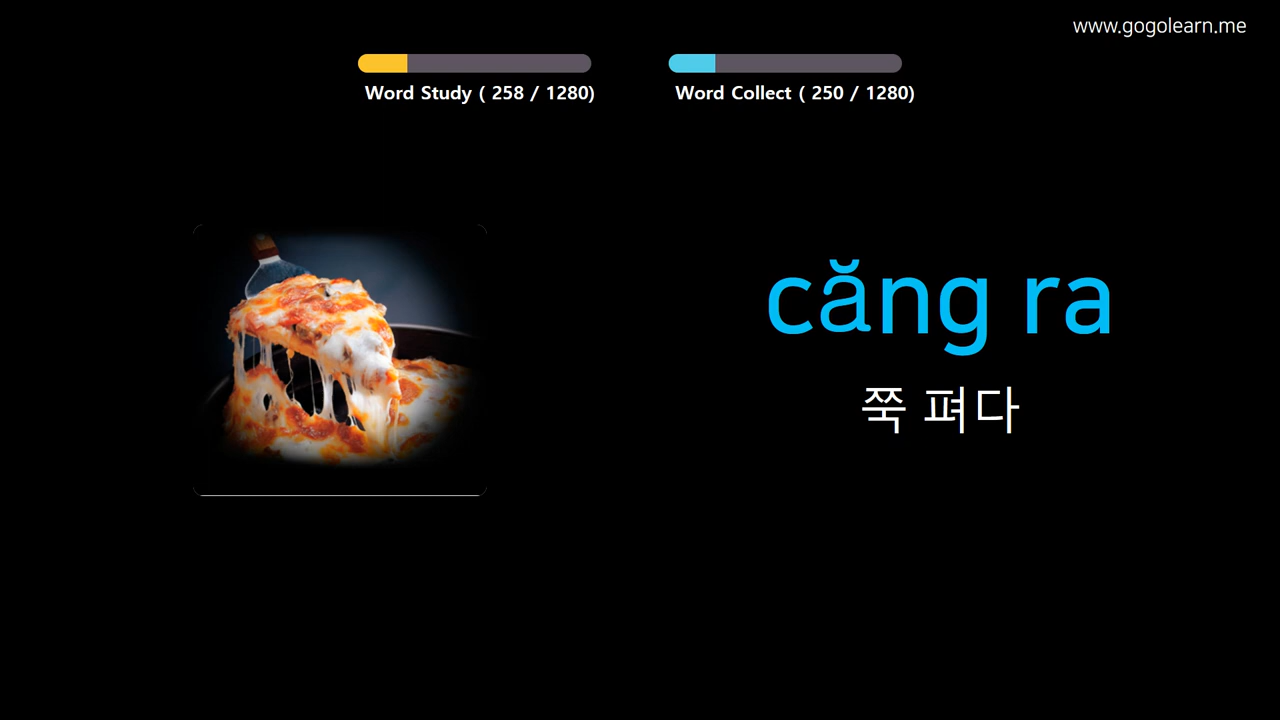 www.gogolearn.me
Word Study ( 258 / 1280)
Word Collect ( 250 / 1280)
căng ra
쭉 펴다